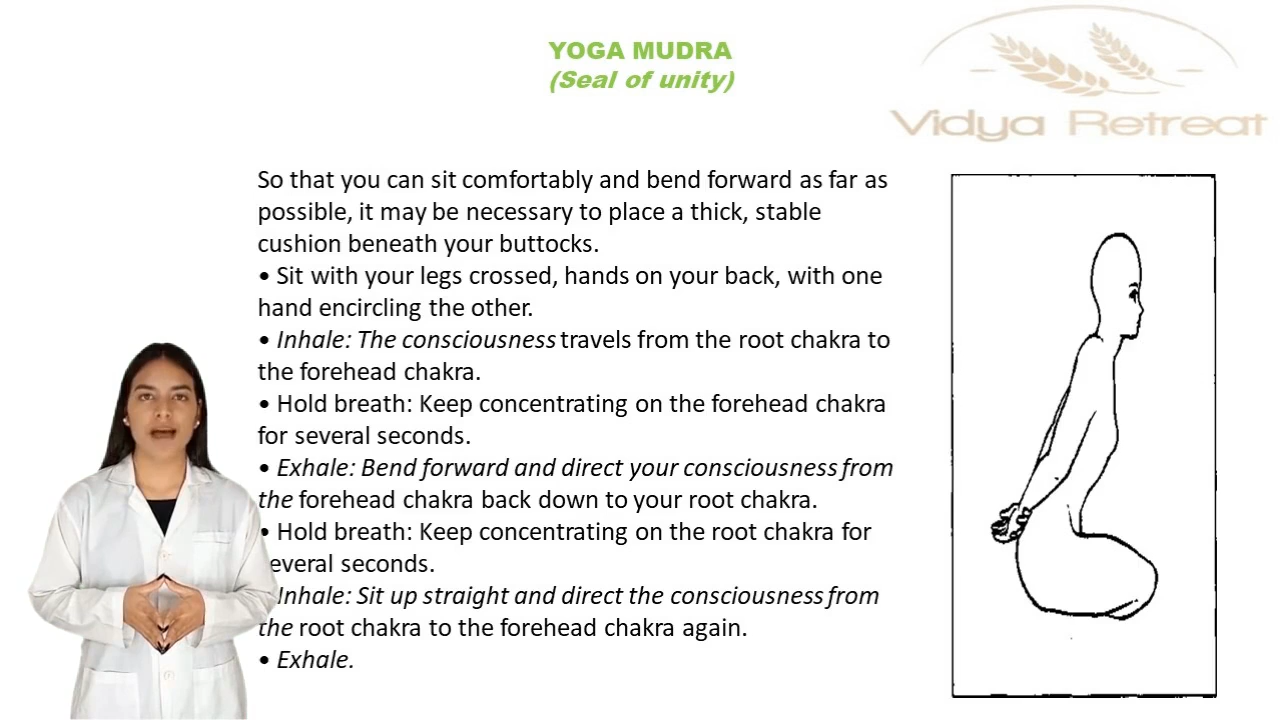 YOGA MUDRA
(Seal of unity)
Vidya Retreat
So that you can sit comfortably and bend forward as far as
possible, it may be necessary to place a thick, stable
cushion beneath your buttocks.
• Sit with your legs crossed, hands on your back, with one
hand encircling the other.
• Inhale: The consciousness travels from the root chakra to
the forehead chakra.
• Hold breath: Keep concentrating on the forehead chakra
for several seconds.
• Exhale: Bend forward and direct your consciousness from
the forehead chakra back down to your root chakra.
• Hold breath: Keep concentrating on the root chakra for
everal seconds.
Inhale: Sit up straight and direct the consciousness from
the root chakra to the forehead chakra again.
• Exhale.